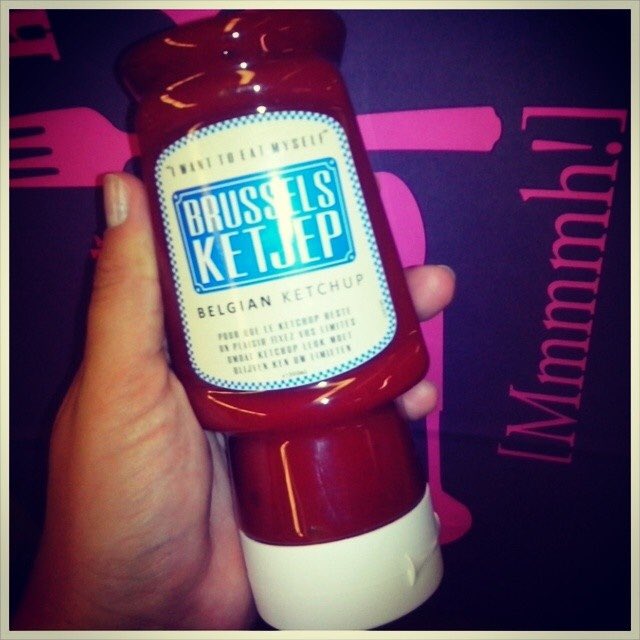 "I WANT TO EAT MYSELF"
BRUSSELS
KETJEP
BELGIAN KETCHUP
POUR QUE LE KETCHUP RESTE
UN PLAISIR FIXEZ VOS LIMITES
OMDAT KETCHUP LEUK MOET
BLIJVEN KEN UW LIMIETEN
[Mmmmh!]